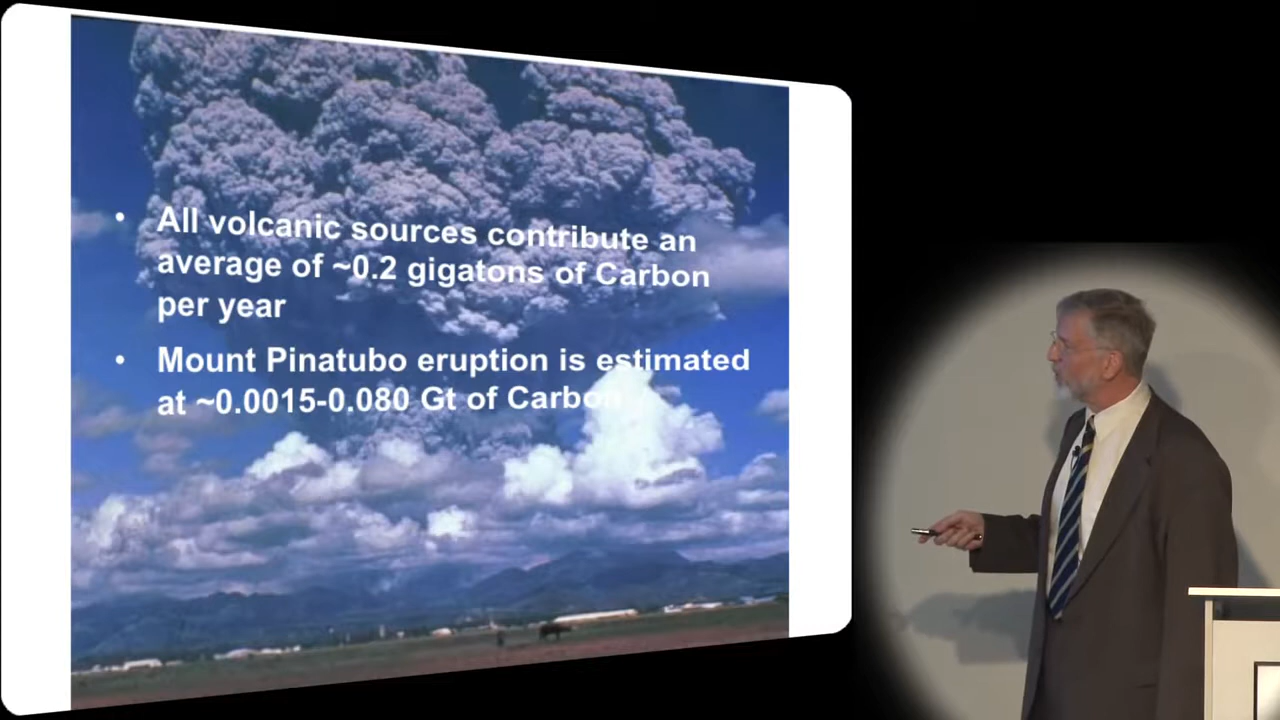 • All volcanic sources contribute an
average of ~0.2 gigatons of Carbon
per year
• Mount Pinatubo eruption is estimated
at ~0.0015-0.080 Gt of Carbon